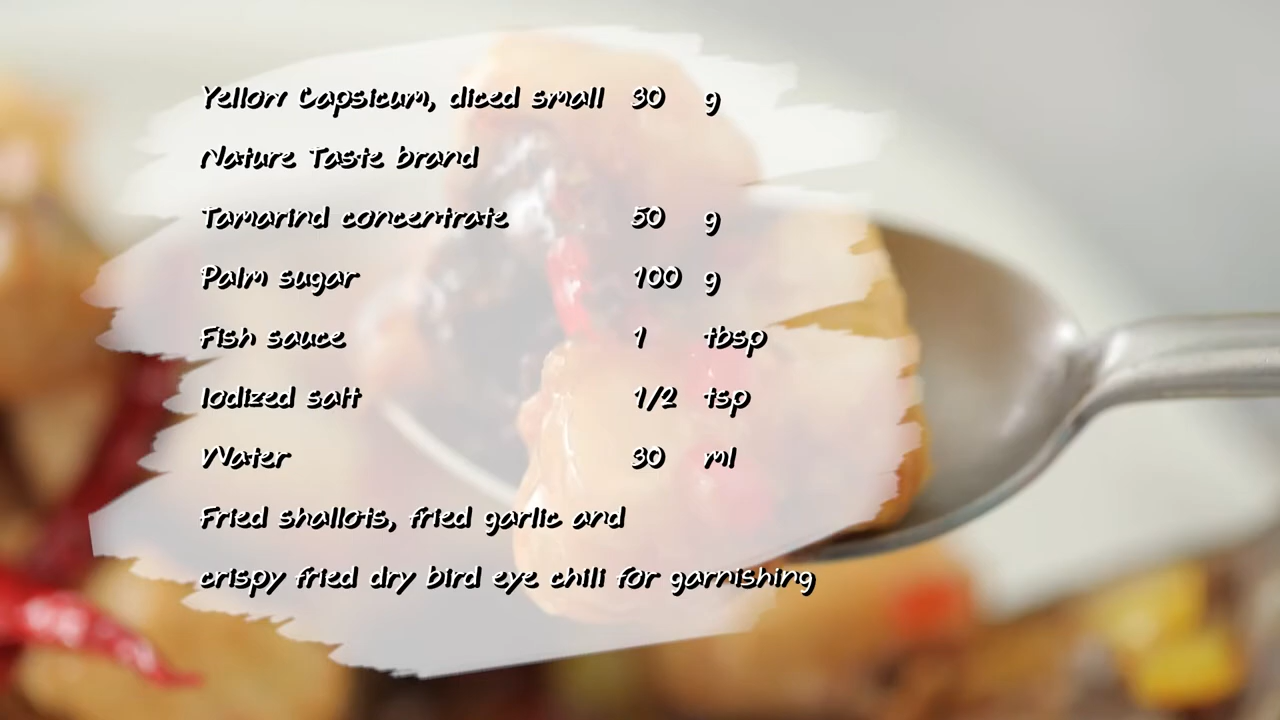 Yellow Capsicum, diced small 30 g
Nature Taste brand
Tamarind concentrate 50 g
Palm sugar 100 g
Fish sauce 1 tbsp
Iodized salt 1/2 tsp
Water 30 ml
Fried shallots, fried garlic and
crispy fried dry bird eye chili for garnishing